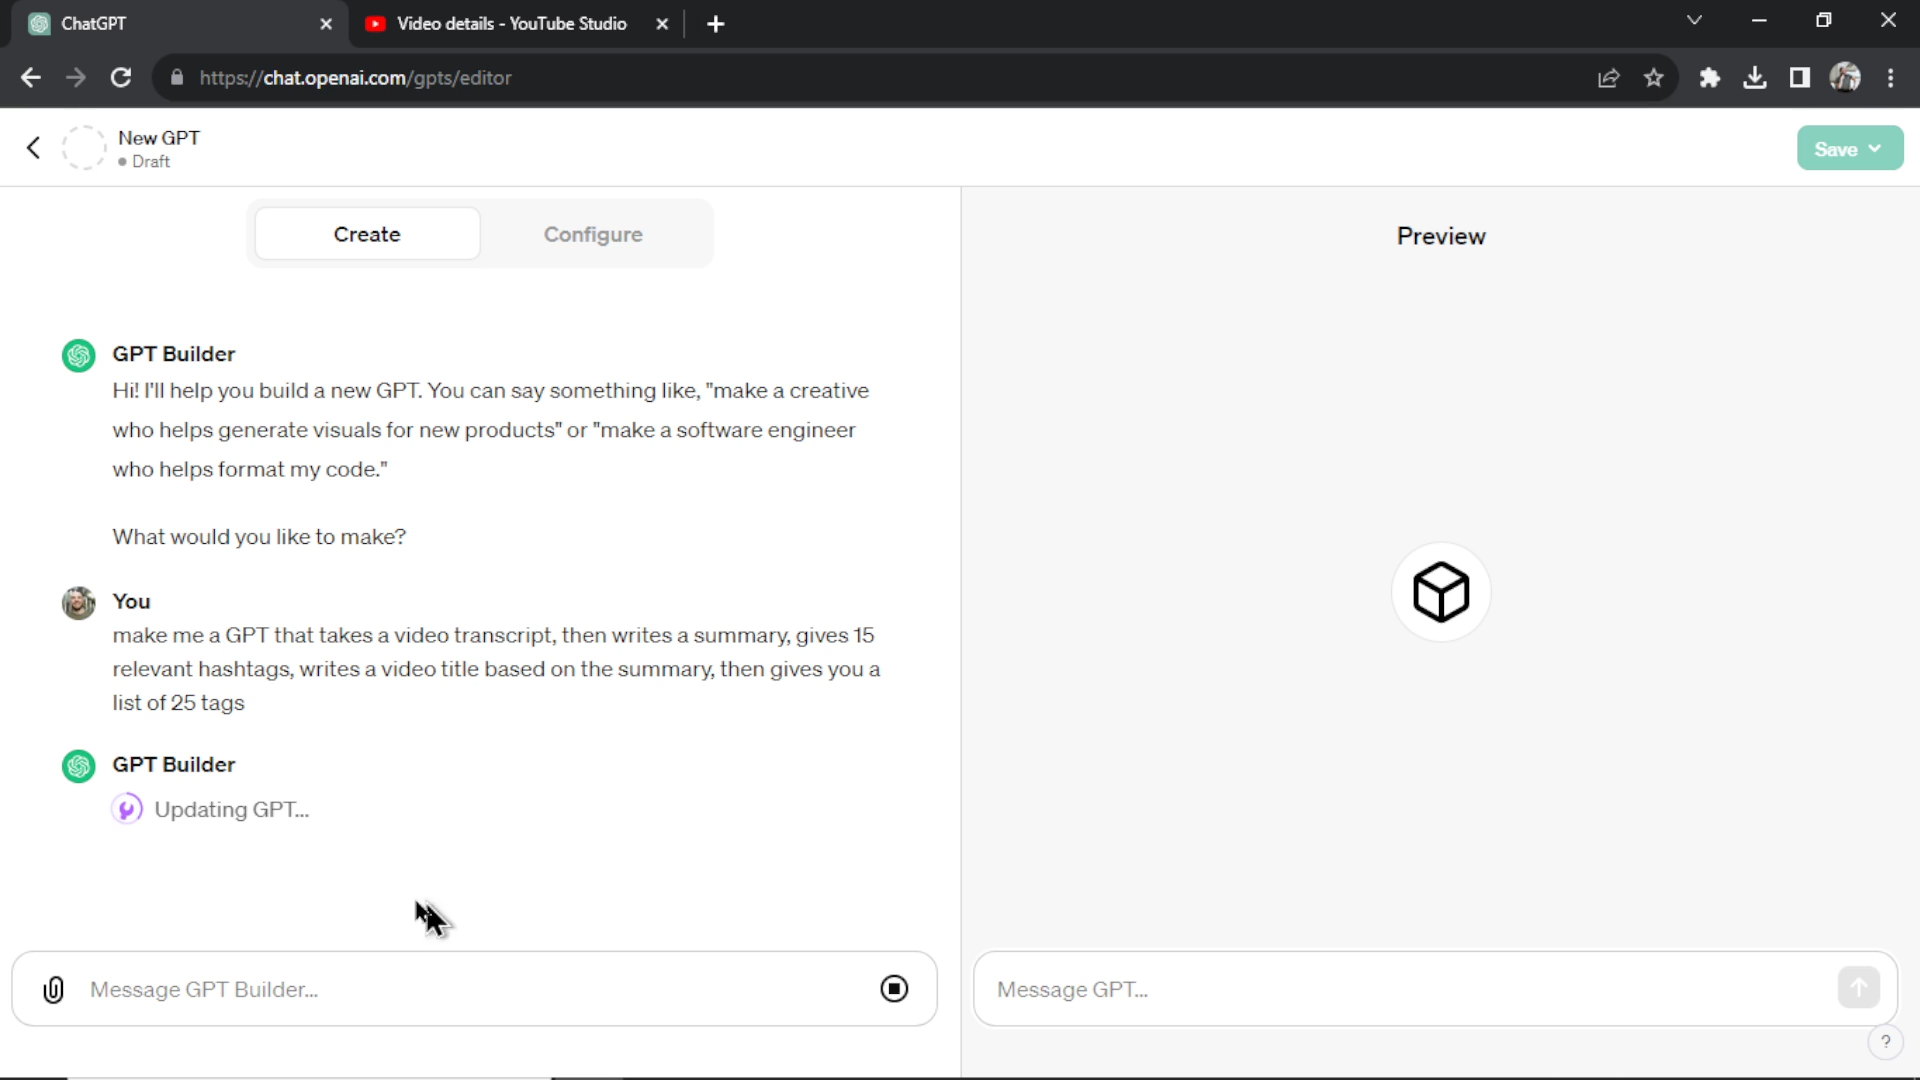 ChatGPT
Video details - YouTube Studio
https://chat.openai.com/gpts/editor
New GPT
Draft
Save
Create
Configure
Preview
GPT Builder
Hi! I'll help you build a new GPT. You can say something like, "make a creative
who helps generate visuals for new products" or "make a software engineer
who helps format my code."
What would you like to make?
You
make me a GPT that takes a video transcript, then writes a summary, gives 15
relevant hashtags, writes a video title based on the summary, then gives you a
list of 25 tags
GPT Builder
Updating GPT...
Message GPT Builder...
Message GPT...
?